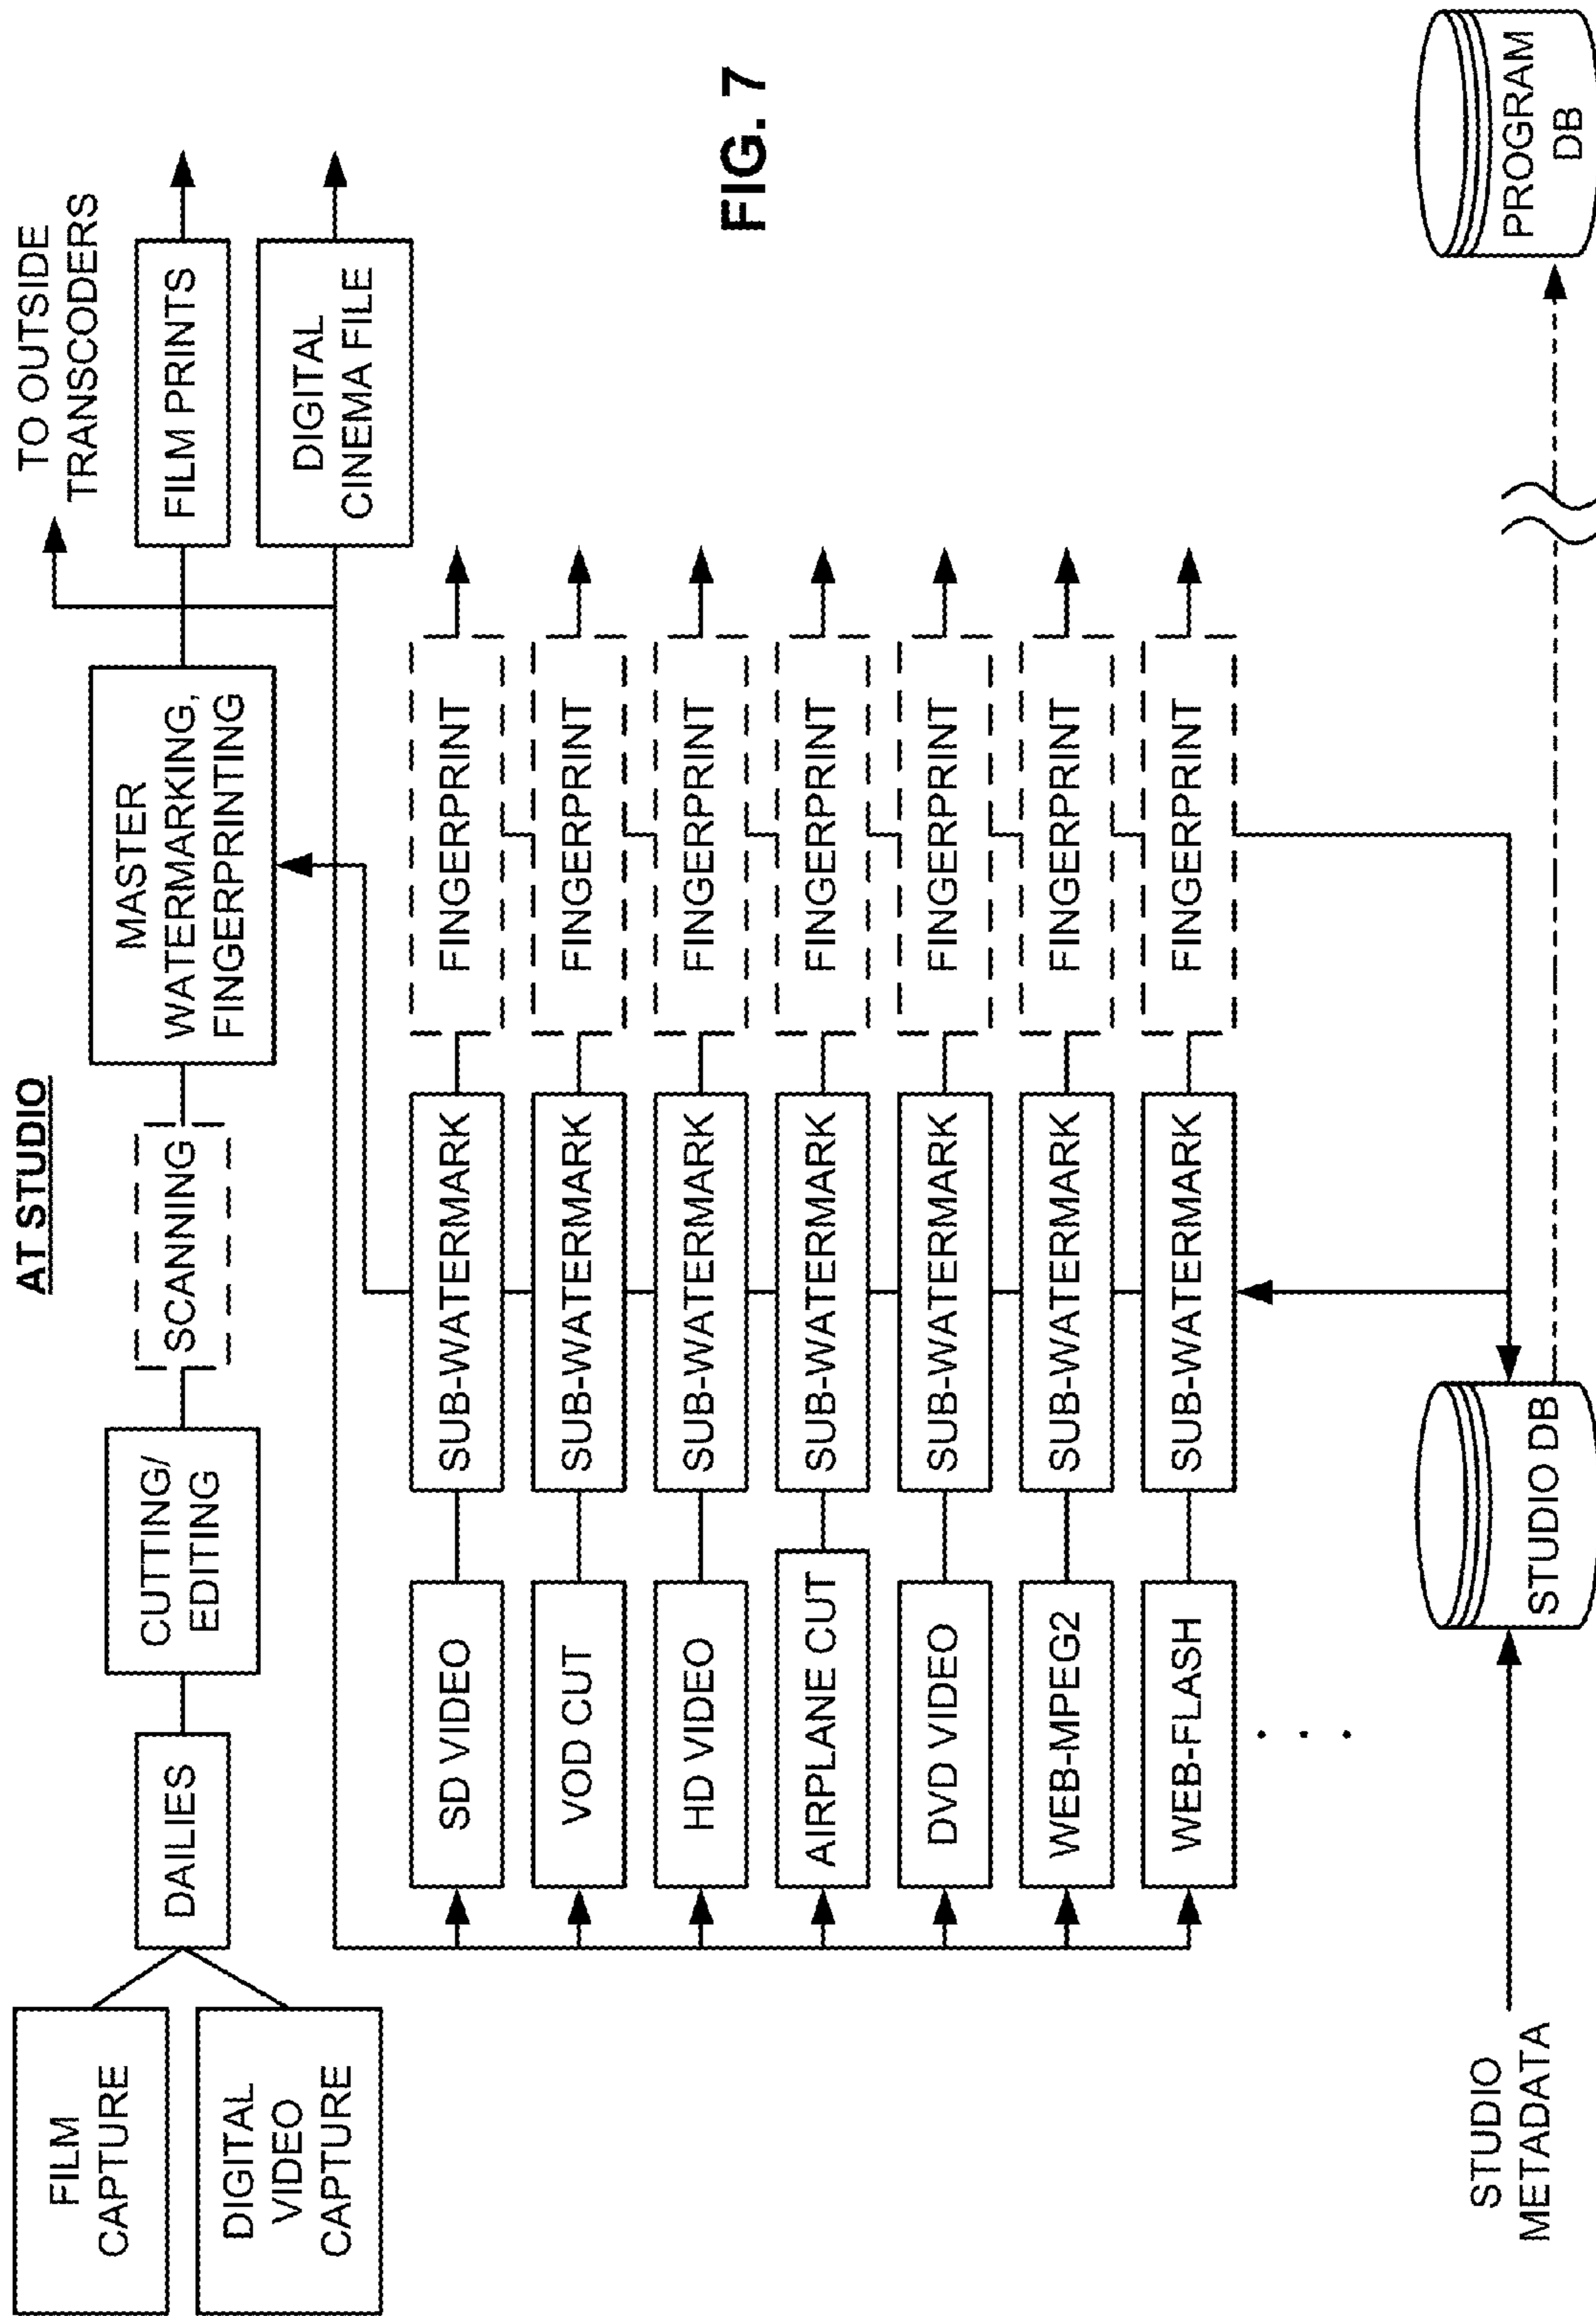 AT STUDIO
TO OUTSIDE
TRANSCODERS
FILM
CAPTURE
DIGITAL
VIDEO
CAPTURE
DAILIES
CUTTING/
EDITING
SCANNING
MASTER
WATERMARKING,
FINGERPRINTING
FILM PRINTS
DIGITAL
CINEMA FILE
SD VIDEO
SUB-WATERMARK
FINGERPRINT
VOD CUT
SUB-WATERMARK
FINGERPRINT
HD VIDEO
SUB-WATERMARK
FINGERPRINT
AIRPLANE CUT
SUB-WATERMARK
FINGERPRINT
DVD VIDEO
SUB-WATERMARK
FINGERPRINT
WEB-MPEG2
SUB-WATERMARK
FINGERPRINT
WEB-FLASH
SUB-WATERMARK
FINGERPRINT
. . .
FIG. 7
STUDIO
METADATA
STUDIO DB
PROGRAM
DB